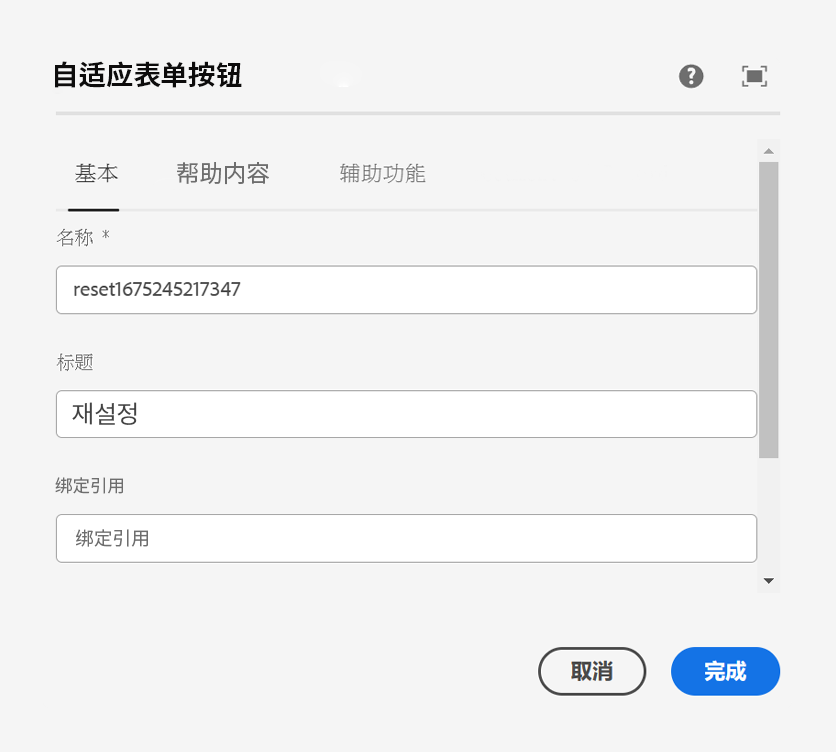 自适应表单按钮
基本 帮助内容 辅助功能
名称 *
reset1675245217347
标题
재설정
绑定引用
绑定引用
取消 完成